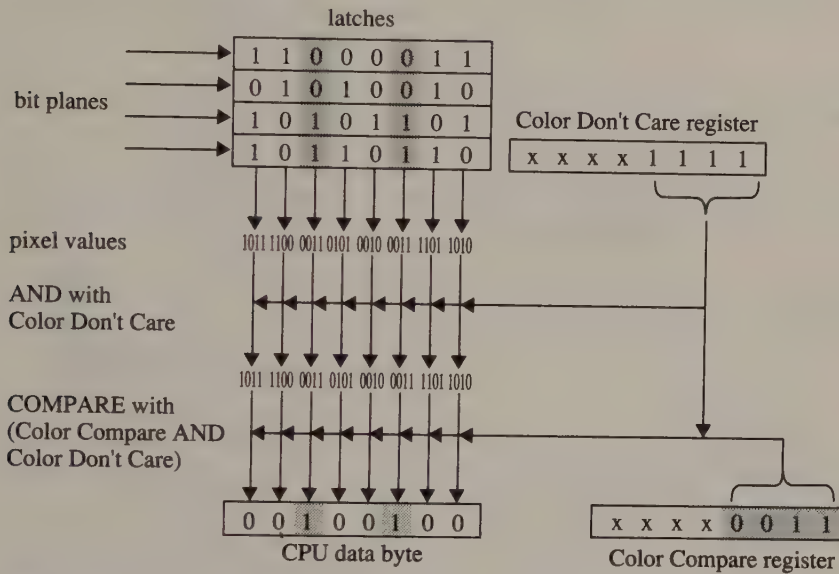 latches
bit planes
1 1 0 0 0 0 1 1
0 1 0 1 0 0 1 0
1 0 1 0 1 1 0 1
1 0 1 1 0 1 1 0
Color Don't Care register
x x x x 1 1 1 1
pixel values
1011 1100 0011 0101 0010 0011 1101 1010
AND with
Color Don't Care
1011 1100 0011 0101 0010 0011 1101 1010
COMPARE with
(Color Compare AND
Color Don't Care)
0 0 1 0 0 1 0 0
CPU data byte
x x x x 0 0 1 1
Color Compare register